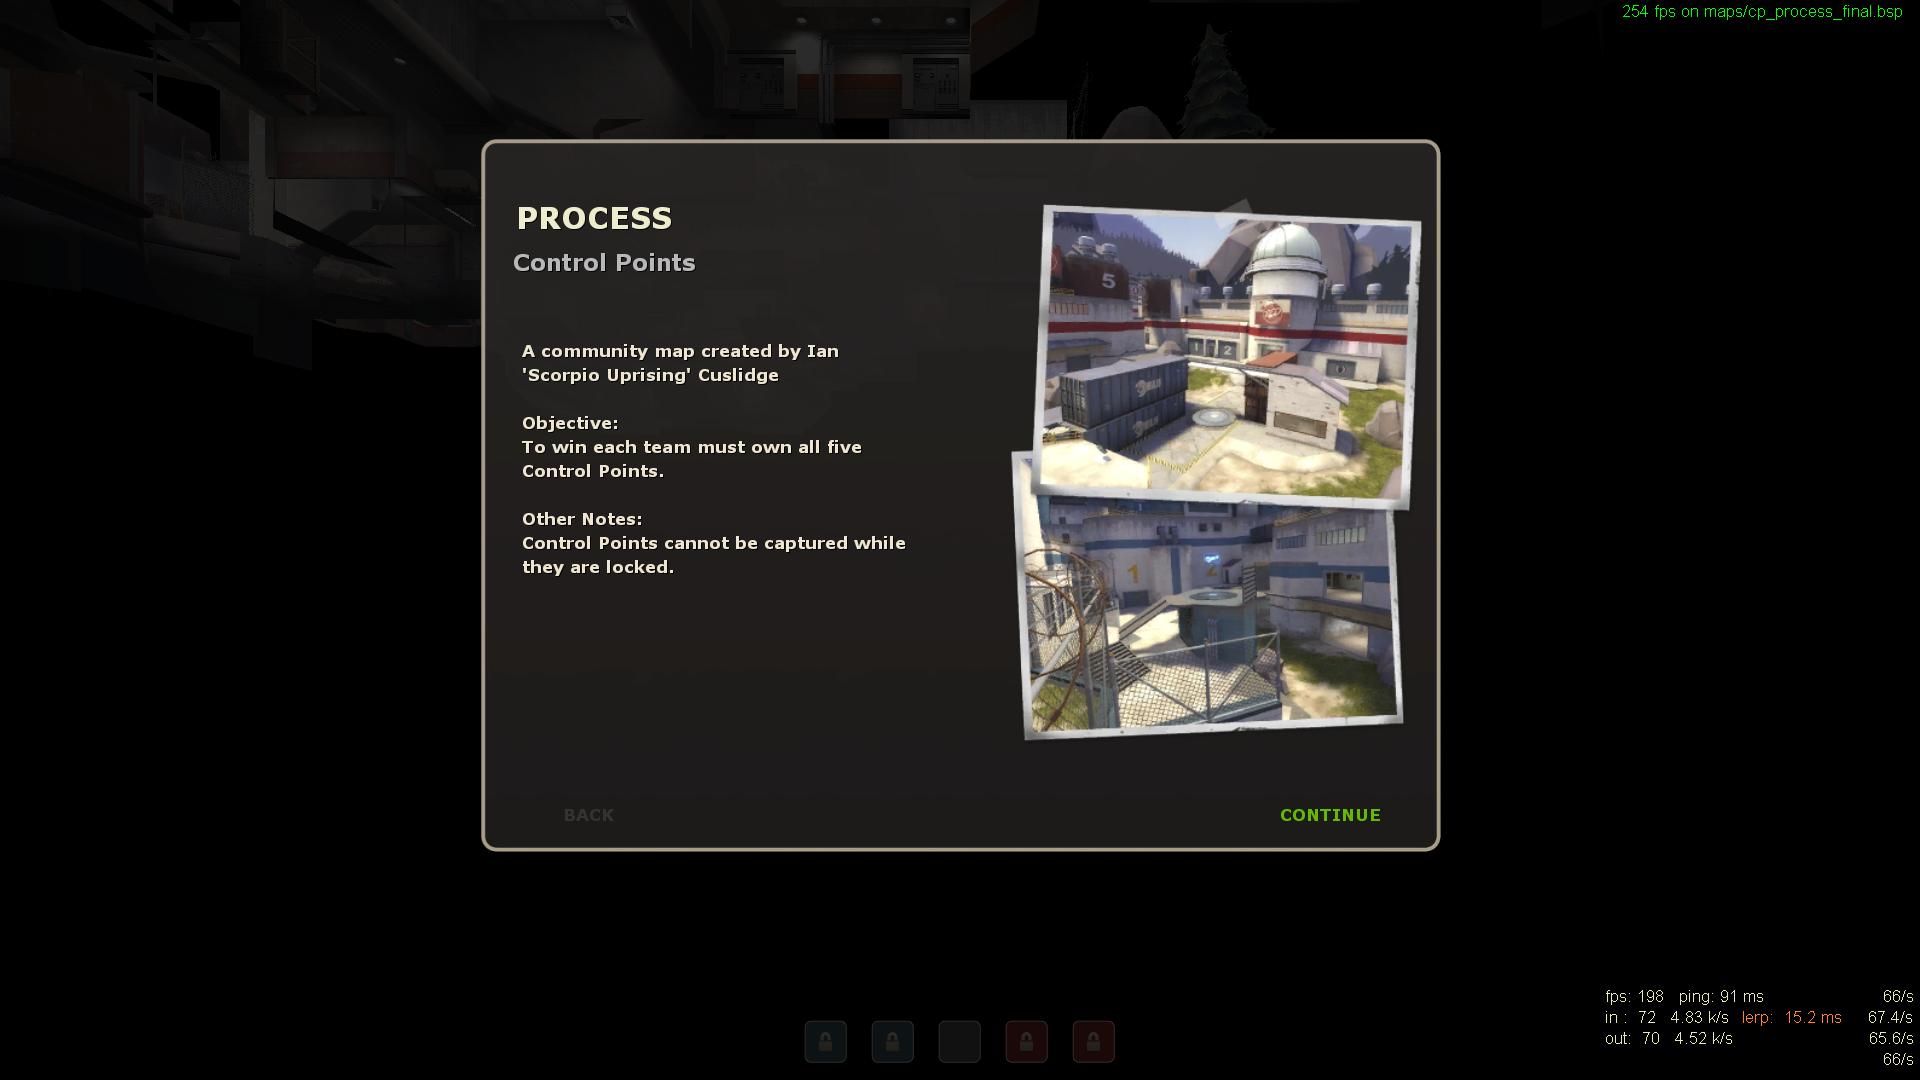 254 fps on maps/cp_process_final.bsp
PROCESS
Control Points
A community map created by Ian
'Scorpio Uprising' Cuslidge
Objective:
To win each team must own all five
Control Points.
Other Notes:
Control Points cannot be captured while
they are locked.
5
1 2
1
2
BACK
CONTINUE
fps: 198 ping: 91 ms 66/s
in : 72 4.83 k/s lerp: 15.2 ms 67.4/s
out: 70 4.52 k/s 65.6/s
66/s